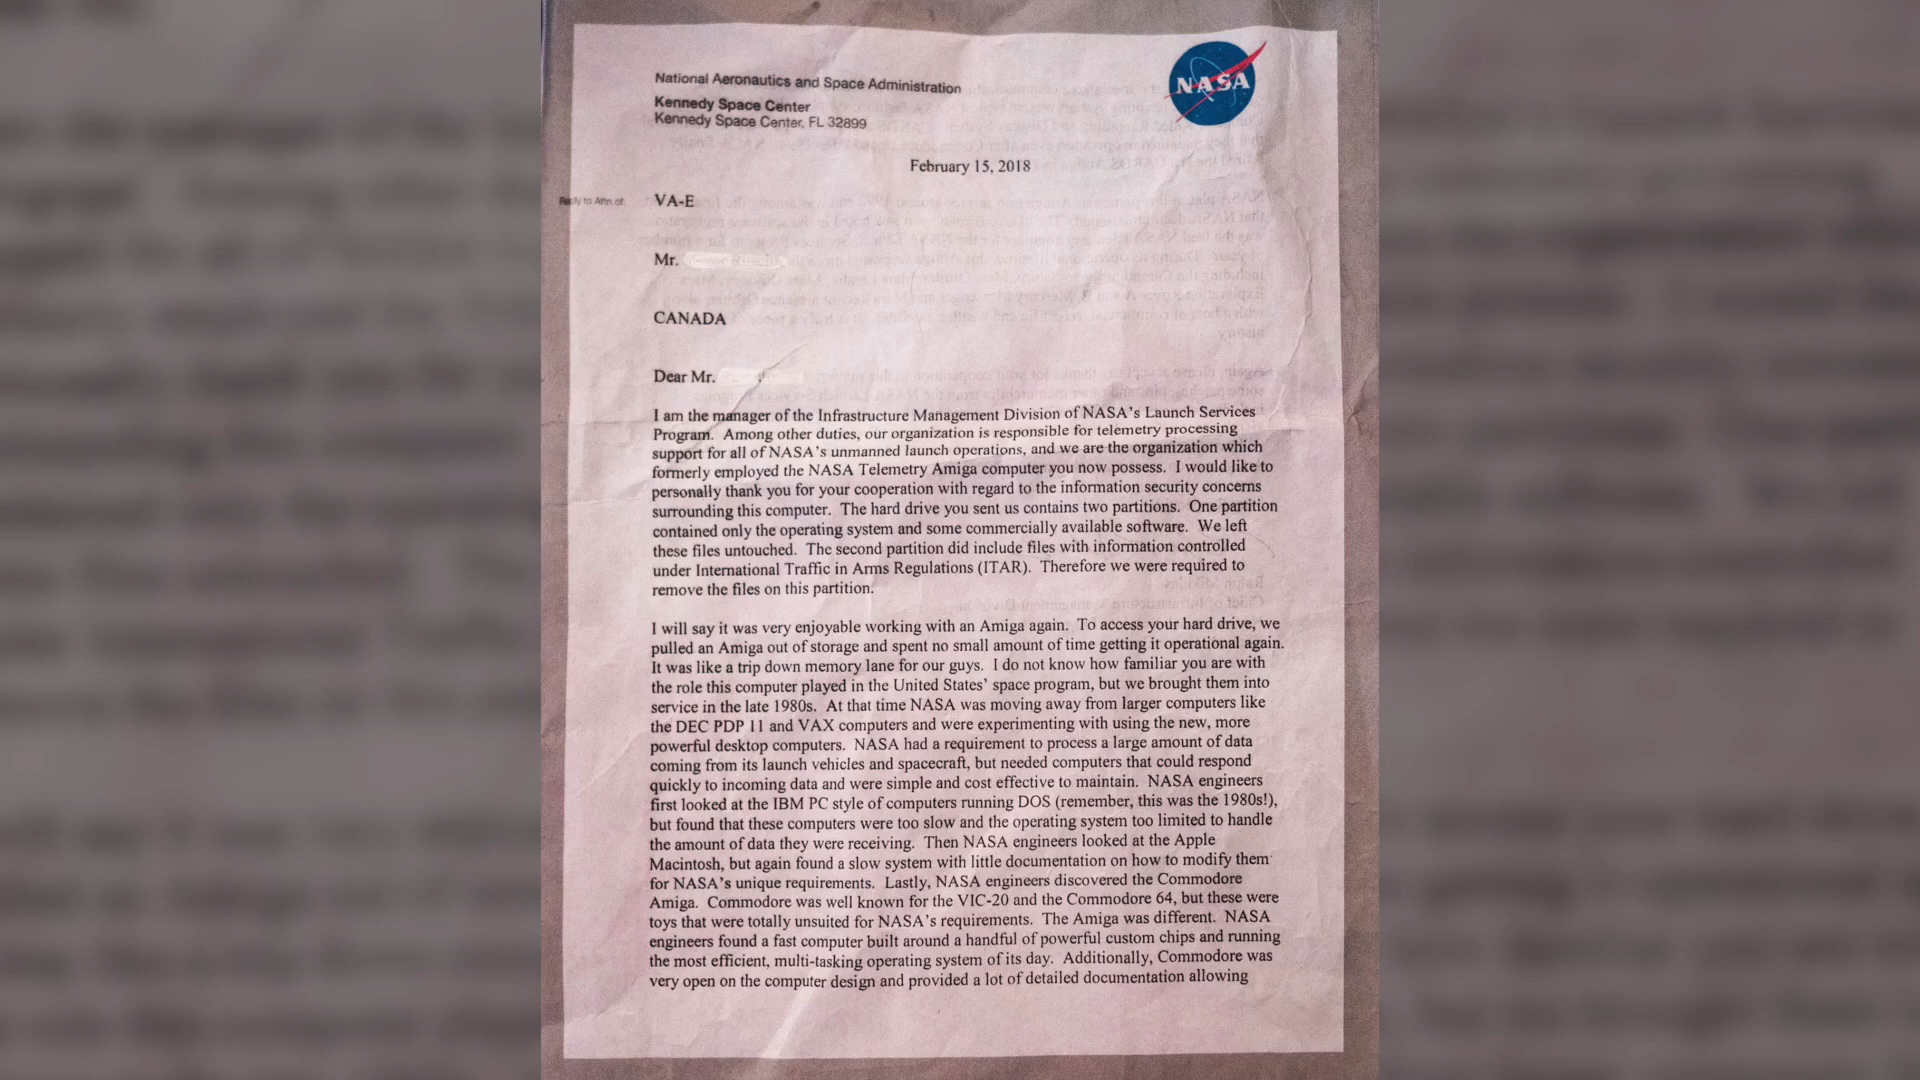 National Aeronautics and Space Administration
NASA
Kennedy Space Center
Kennedy Space Center, FL 32899
February 15, 2018
Reply to Attn of:
VA-E
Mr.
CANADA
Dear Mr.
I am the manager of the Infrastructure Management Division of NASA's Launch Services
Program. Among other duties, our organization is responsible for telemetry processing
support for all of NASA's unmanned launch operations, and we are the organization which
formerly employed the NASA Telemetry Amiga computer you now possess. I would like to
personally thank you for your cooperation with regard to the information security concerns
surrounding this computer. The hard drive you sent us contains two partitions. One partition
contained only the operating system and some commercially available software. We left
these files untouched. The second partition did include files with information controlled
under International Traffic in Arms Regulations (ITAR). Therefore we were required to
remove the files on this partition.
I will say it was very enjoyable working with an Amiga again. To access your hard drive, we
pulled an Amiga out of storage and spent no small amount of time getting it operational again.
It was like a trip down memory lane for our guys. I do not know how familiar you are with
the role this computer played in the United States' space program, but we brought them into
service in the late 1980s. At that time NASA was moving away from larger computers like
the DEC PDP 11 and VAX computers and were experimenting with using the new, more
powerful desktop computers. NASA had a requirement to process a large amount of data
coming from its launch vehicles and spacecraft, but needed computers that could respond
quickly to incoming data and were simple and cost effective to maintain. NASA engineers
first looked at the IBM PC style of computers running DOS (remember, this was the 1980s!),
but found that these computers were too slow and the operating system too limited to handle
the amount of data they were receiving. Then NASA engineers looked at the Apple
Macintosh, but again found a slow system with little documentation on how to modify them
for NASA's unique requirements. Lastly, NASA engineers discovered the Commodore
Amiga. Commodore was well known for the VIC-20 and the Commodore 64, but these were
toys that were totally unsuited for NASA's requirements. The Amiga was different. NASA
engineers found a fast computer built around a handful of powerful custom chips and running
the most efficient, multi-tasking operating system of its day. Additionally, Commodore was
very open on the computer design and provided a lot of detailed documentation allowing